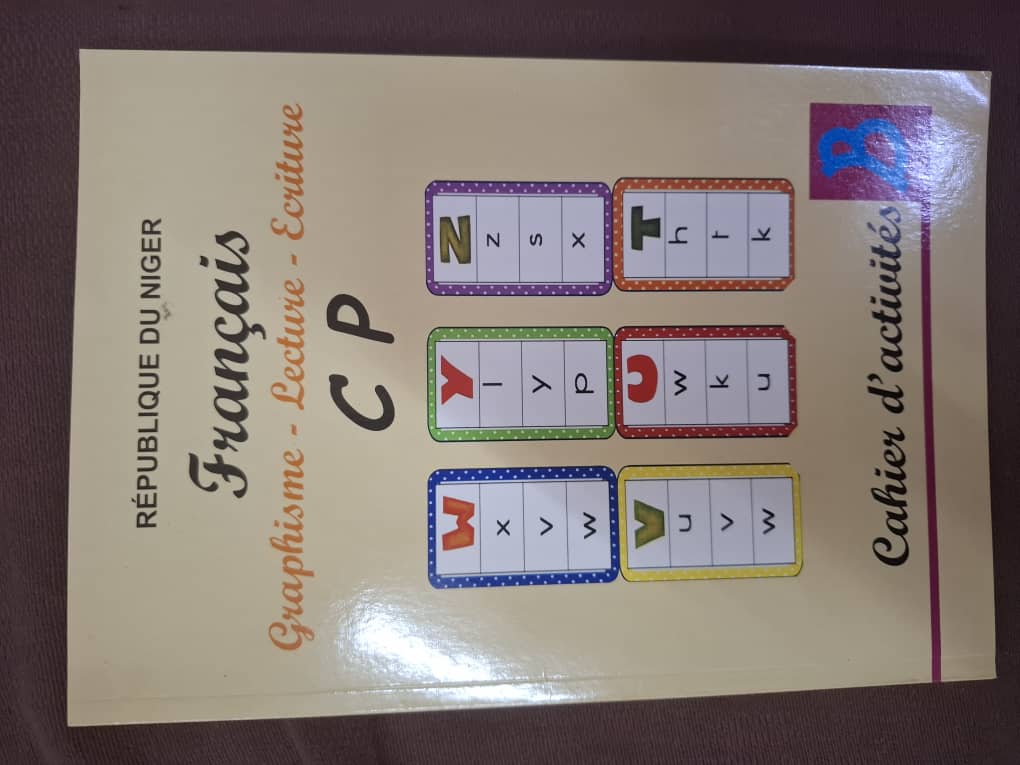 RÉPUBLIQUE DU NIGER
Français
Graphisme - Lecture - Ecriture
C P
W Y Z
x l z
v y s
w p x
V U T
u w h
v k t
w u k
Cahier d'activités B